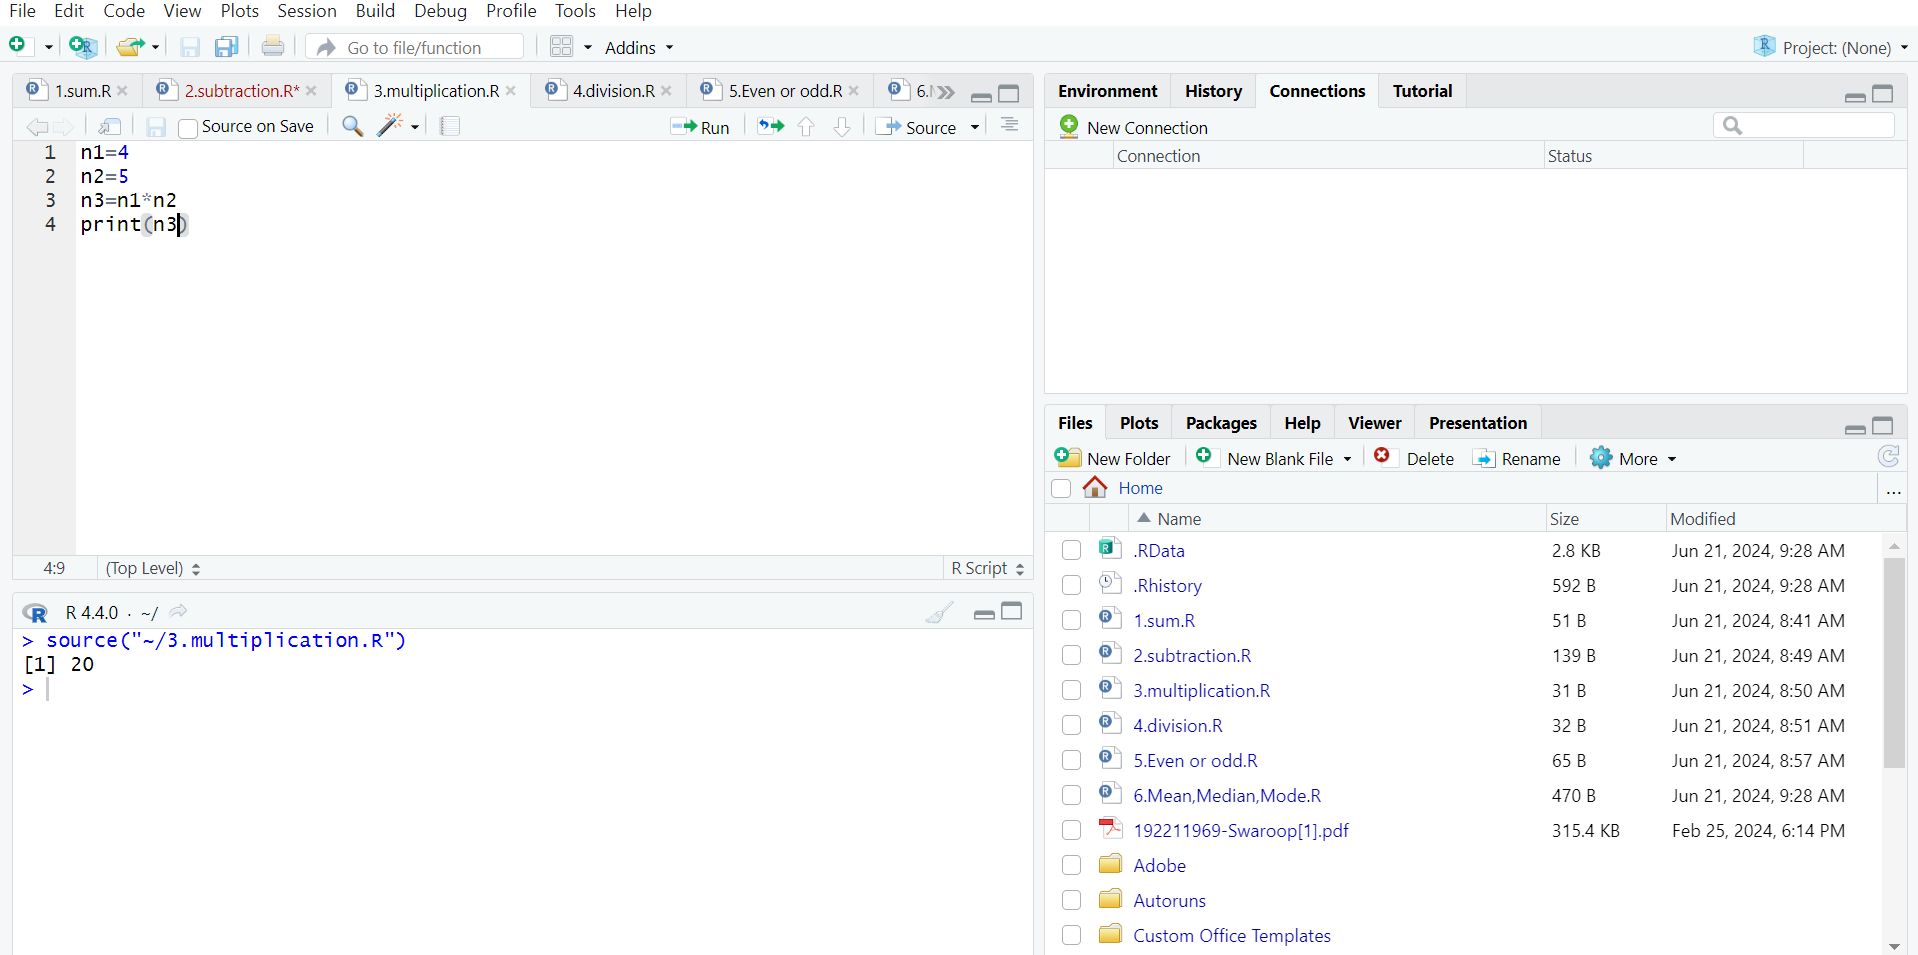 File Edit Code View Plots Session Build Debug Profile Tools Help
Go to file/function Addins Project: (None)
1.sum.R 2.subtraction.R* 3.multiplication.R 4.division.R 5.Even or odd.R 6.
Source on Save Run Source
1 n1=4
2 n2=5
3 n3=n1*n2
4 print(n3)
4:9 (Top Level) R Script
R 4.4.0 · ~/
> source("~/3.multiplication.R")
[1] 20
>
Environment History Connections Tutorial
New Connection
Connection Status
Files Plots Packages Help Viewer Presentation
New Folder New Blank File Delete Rename More
Home ...
Name Size Modified
.RData 2.8 KB Jun 21, 2024, 9:28 AM
.Rhistory 592 B Jun 21, 2024, 9:28 AM
1.sum.R 51 B Jun 21, 2024, 8:41 AM
2.subtraction.R 139 B Jun 21, 2024, 8:49 AM
3.multiplication.R 31 B Jun 21, 2024, 8:50 AM
4.division.R 32 B Jun 21, 2024, 8:51 AM
5.Even or odd.R 65 B Jun 21, 2024, 8:57 AM
6.Mean,Median,Mode.R 470 B Jun 21, 2024, 9:28 AM
192211969-Swaroop[1].pdf 315.4 KB Feb 25, 2024, 6:14 PM
Adobe
Autoruns
Custom Office Templates